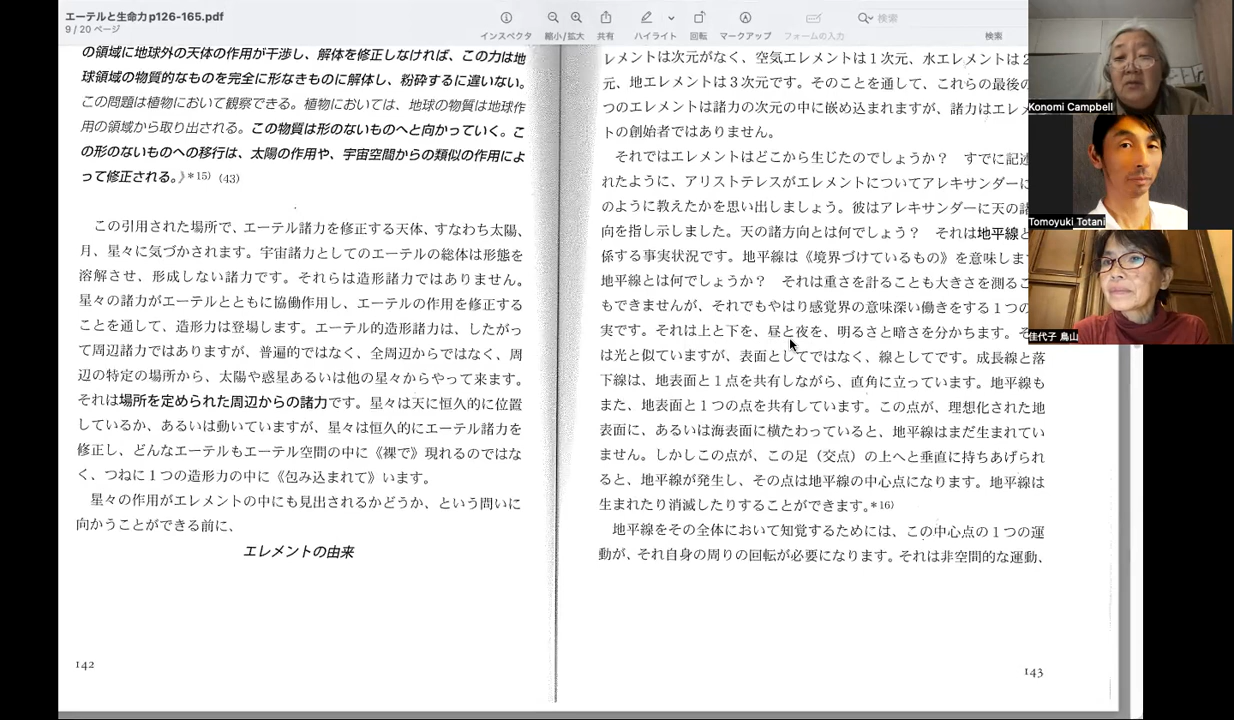 エーテルと生命力p126-165.pdf
9 / 20 ページ
インスペクタ
縮小/拡大
共有
ハイライト
回転
マークアップ
フォームの入力
検索
検索
の領域に地球外の天体の作用が干渉し、解体を修正しなければ、この力は地
球領域の物質的なものを完全に形なきものに解体し、粉砕するに違いない。
この問題は植物において観察できる。植物においては、地球の物質は地球作
用の領域から取り出される。この物質は形のないものへと向かっていく。こ
の形のないものへの移行は、太陽の作用や、宇宙空間からの類似の作用によ
って修正される。》*15)（43）
この引用された場所で、エーテル諸力を修正する天体、すなわち太陽、
月、星々に気づかされます。宇宙諸力としてのエーテルの総体は形態を
溶解させ、形成しない諸力です。それらは造形諸力ではありません。
星々の諸力がエーテルとともに協働作用し、エーテルの作用を修正する
ことを通して、造形力は登場します。エーテル的造形諸力は、したがっ
て周辺諸力ではありますが、普遍的ではなく、全周辺からではなく、周
辺の特定の場所から、太陽や惑星あるいは他の星々からやって来ます。
それは場所を定められた周辺からの諸力です。星々は天に恒久的に位置
しているか、あるいは動いていますが、星々は恒久的にエーテル諸力を
修正し、どんなエーテルもエーテル空間の中に《裸で》現れるのではな
く、つねに１つの造形力の中に《包み込まれて》います。
星々の作用がエレメントの中にも見出されるかどうか、という問いに
向かうことができる前に、
エレメントの由来
142
レメントは次元がなく、空気エレメントは１次元、水エレメントは２
元、地エレメントは３次元です。そのことを通して、これらの最後の
つのエレメントは諸力の次元の中に嵌め込まれますが、諸力はエレメ
トの創始者ではありません。
それではエレメントはどこから生じたのでしょうか？　すでに記述
れたように、アリストテレスがエレメントについてアレキサンダーに
のように教えたかを思い出しましょう。彼はアレキサンダーに天の諸
向を指し示しました。天の諸方向とは何でしょう？　それは地平線と
係する事実状況です。地平線は《境界づけているもの》を意味しま
地平線とは何でしょうか？　それは重さを計ることも大きさを測るこ
もできませんが、それでもやはり感覚界の意味深い働きをする１つの
実です。それは上と下を、昼と夜を、明るさと暗さを分かちます。そ
は光と似ていますが、表面としてではなく、線としてです。成長線と落
下線は、地表面と１点を共有しながら、直角に立っています。地平線も
また、地表面と１つの点を共有しています。この点が、理想化された地
表面に、あるいは海表面に横たわっていると、地平線はまだ生まれてい
ません。しかしこの点が、この足（交点）の上へと垂直に持ちあげられ
ると、地平線が発生し、その点は地平線の中心点になります。地平線は
生まれたり消滅したりすることができます。*16)
地平線をその全体において知覚するためには、この中心点の１つの運
動が、それ自身の周りの回転が必要になります。それは非空間的な運動、
143
Konomi Campbell
Tomoyuki Totani
佳代子 鳥山